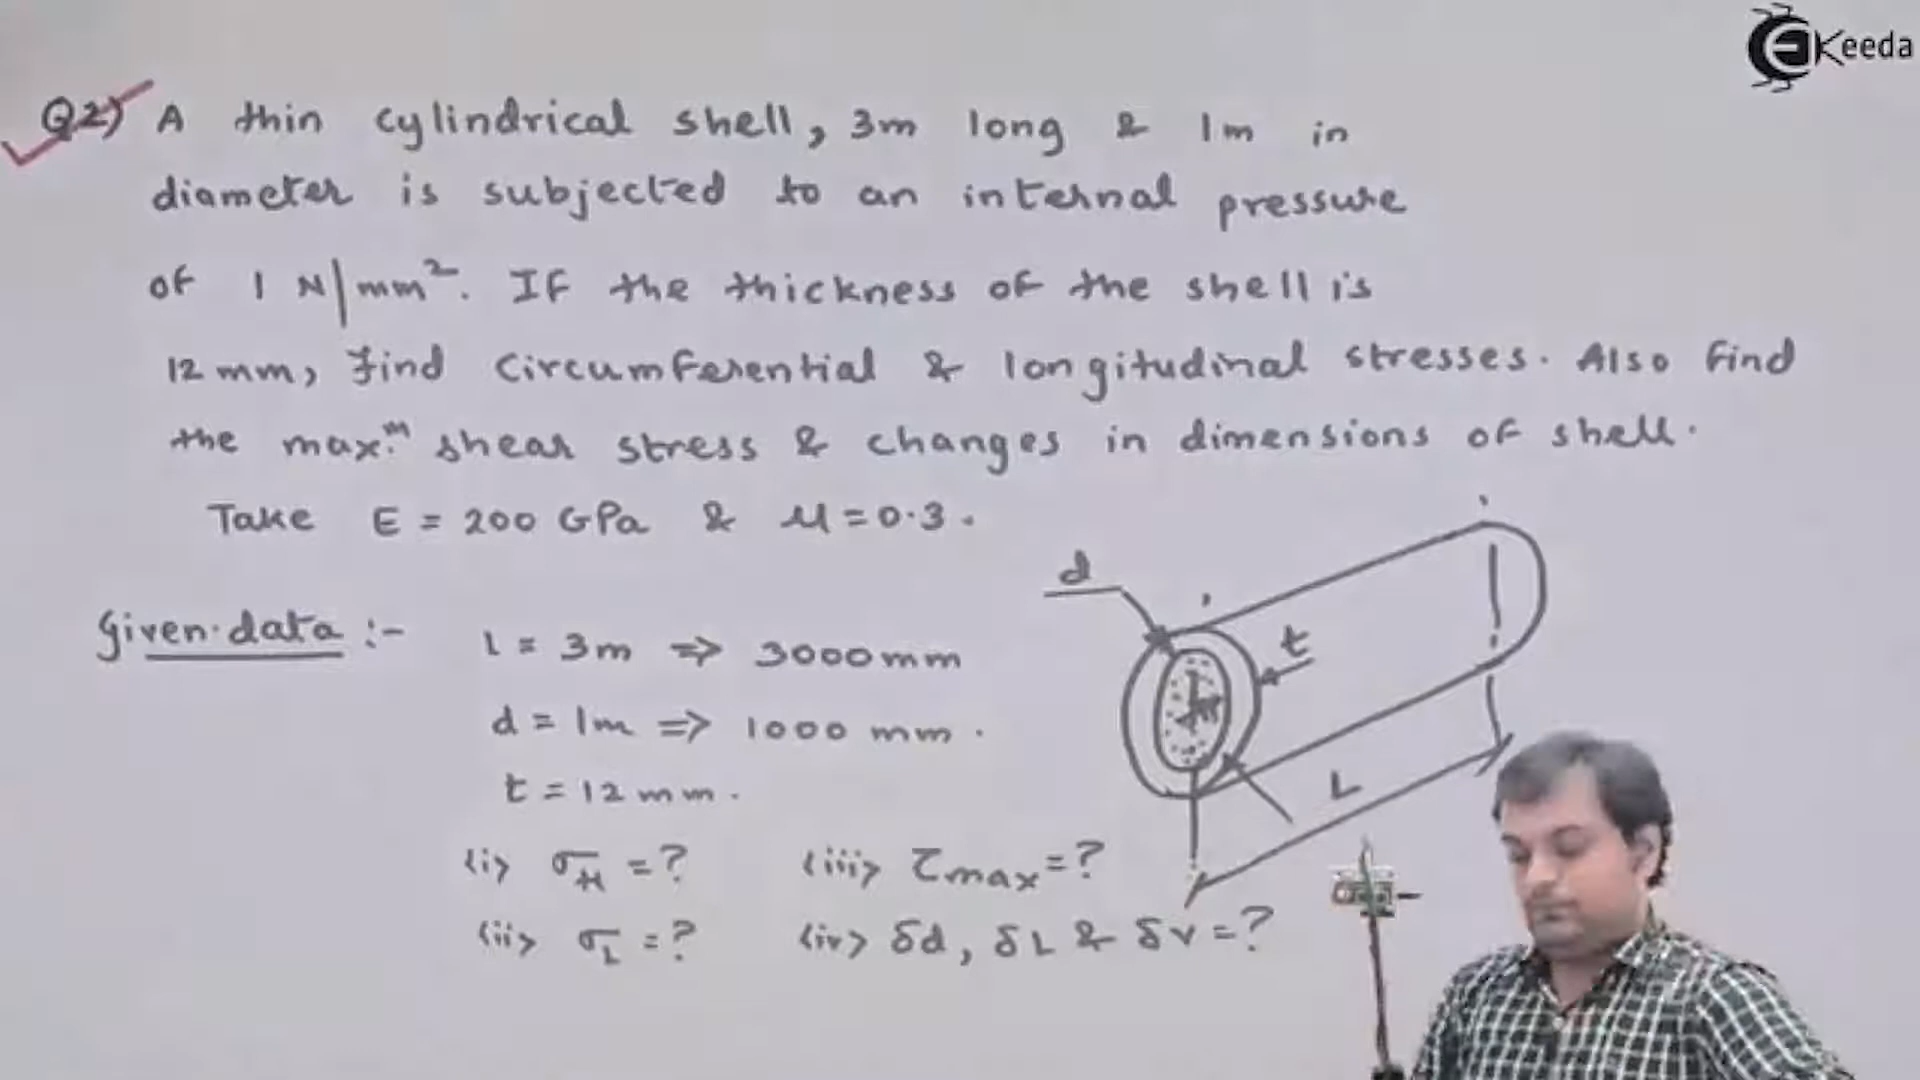 EKeeda
Q2) A thin cylindrical shell, 3m long & 1m in
diameter is subjected to an internal pressure
of 1 N/mm². If the thickness of the shell is
12 mm, find circumferential & longitudinal stresses. Also find
the max.m shear stress & changes in dimensions of shell.
Take E = 200 GPa & μ = 0.3.
Given data :-
l = 3m ⇒ 3000mm
d = 1m ⇒ 1000 mm.
t = 12 mm.
(i) σH = ?
(iii) τmax = ?
(ii) σL = ?
(iv) δd, δL & δv = ?
d
t
L